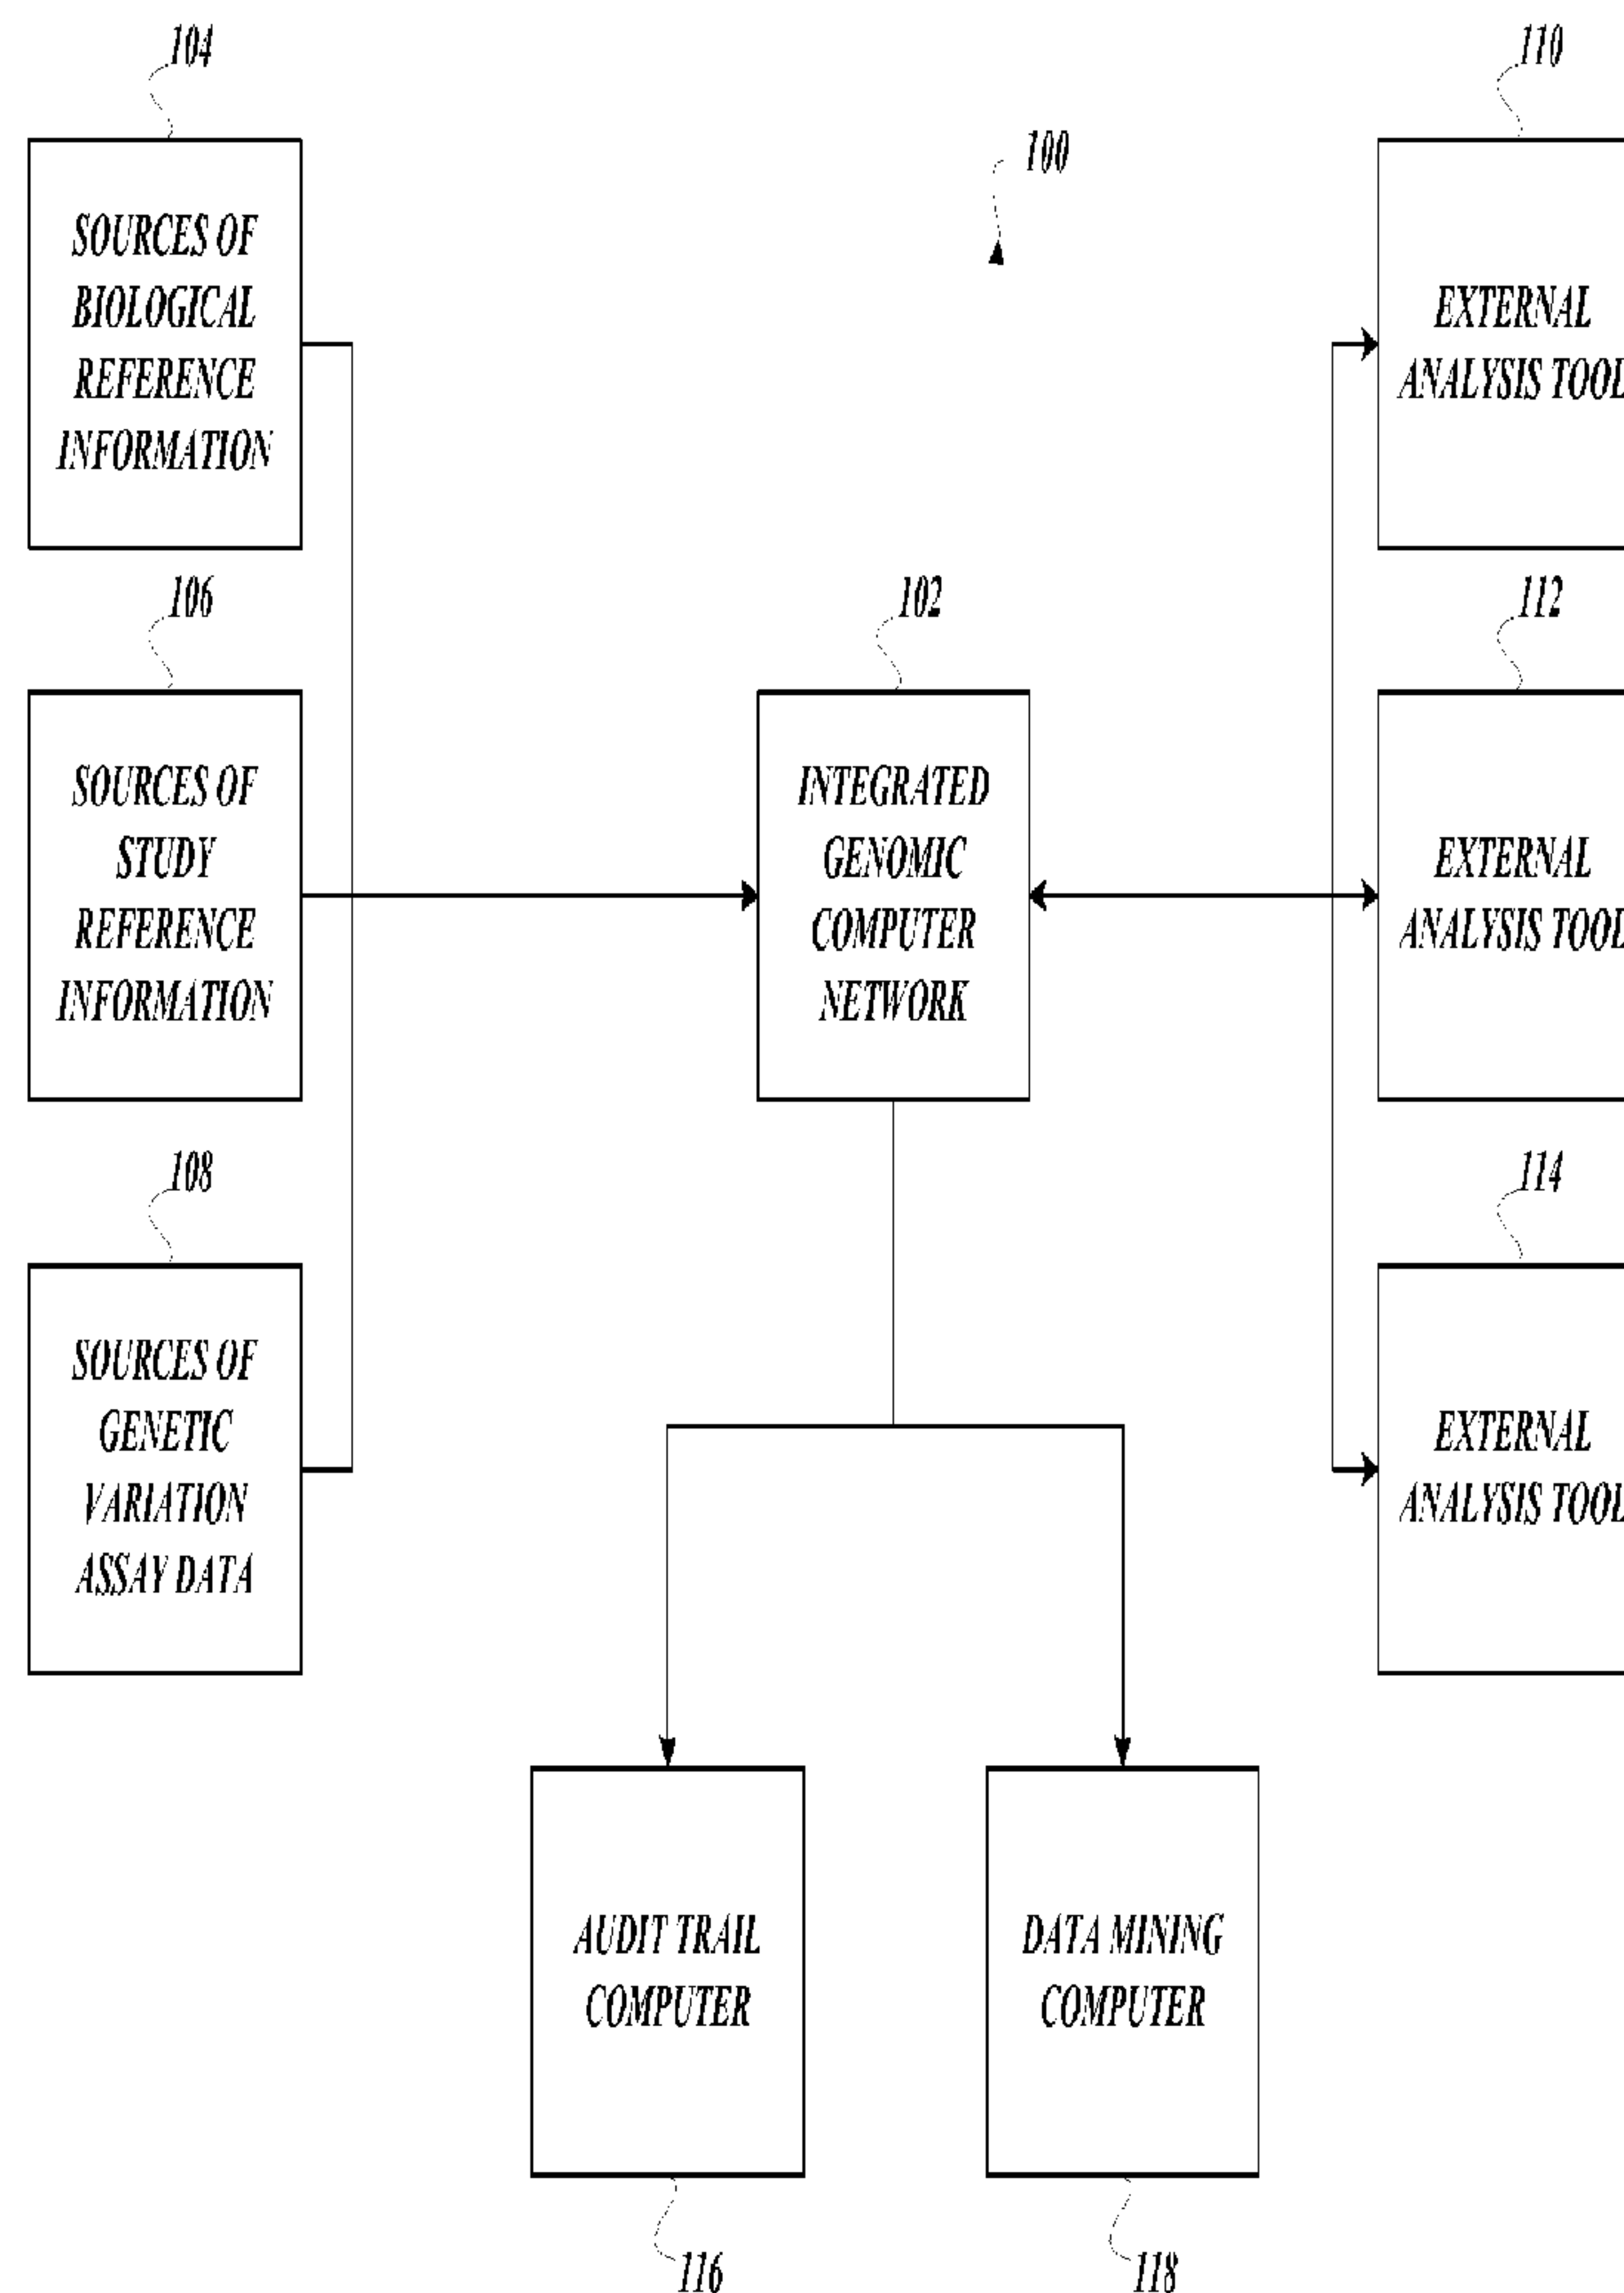 104
110
100
SOURCES OF
BIOLOGICAL
REFERENCE
INFORMATION
EXTERNAL
ANALYSIS TOOL
106
102
112
SOURCES OF
STUDY
REFERENCE
INFORMATION
INTEGRATED
GENOMIC
COMPUTER
NETWORK
EXTERNAL
ANALYSIS TOOL
108
114
SOURCES OF
GENETIC
VARIATION
ASSAY DATA
EXTERNAL
ANALYSIS TOOL
AUDIT TRAIL
COMPUTER
DATA MINING
COMPUTER
116
118